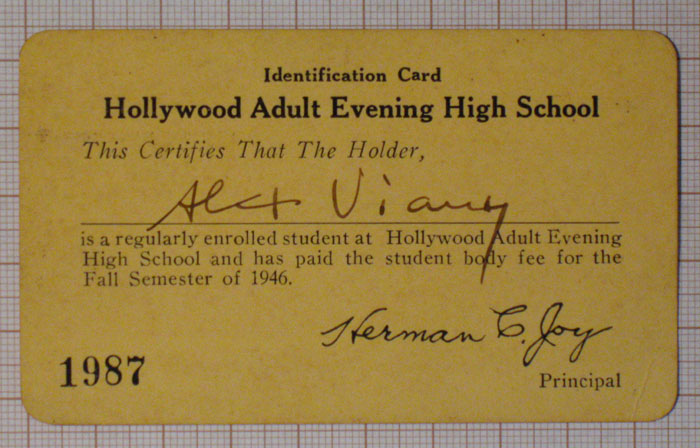 Identification Card
Hollywood Adult Evening High School
This Certifies That The Holder,
Alex Viany
is a regularly enrolled student at Hollywood Adult Evening
High School and has paid the student body fee for the
Fall Semester of 1946.
Herman C. Joy
1987
Principal